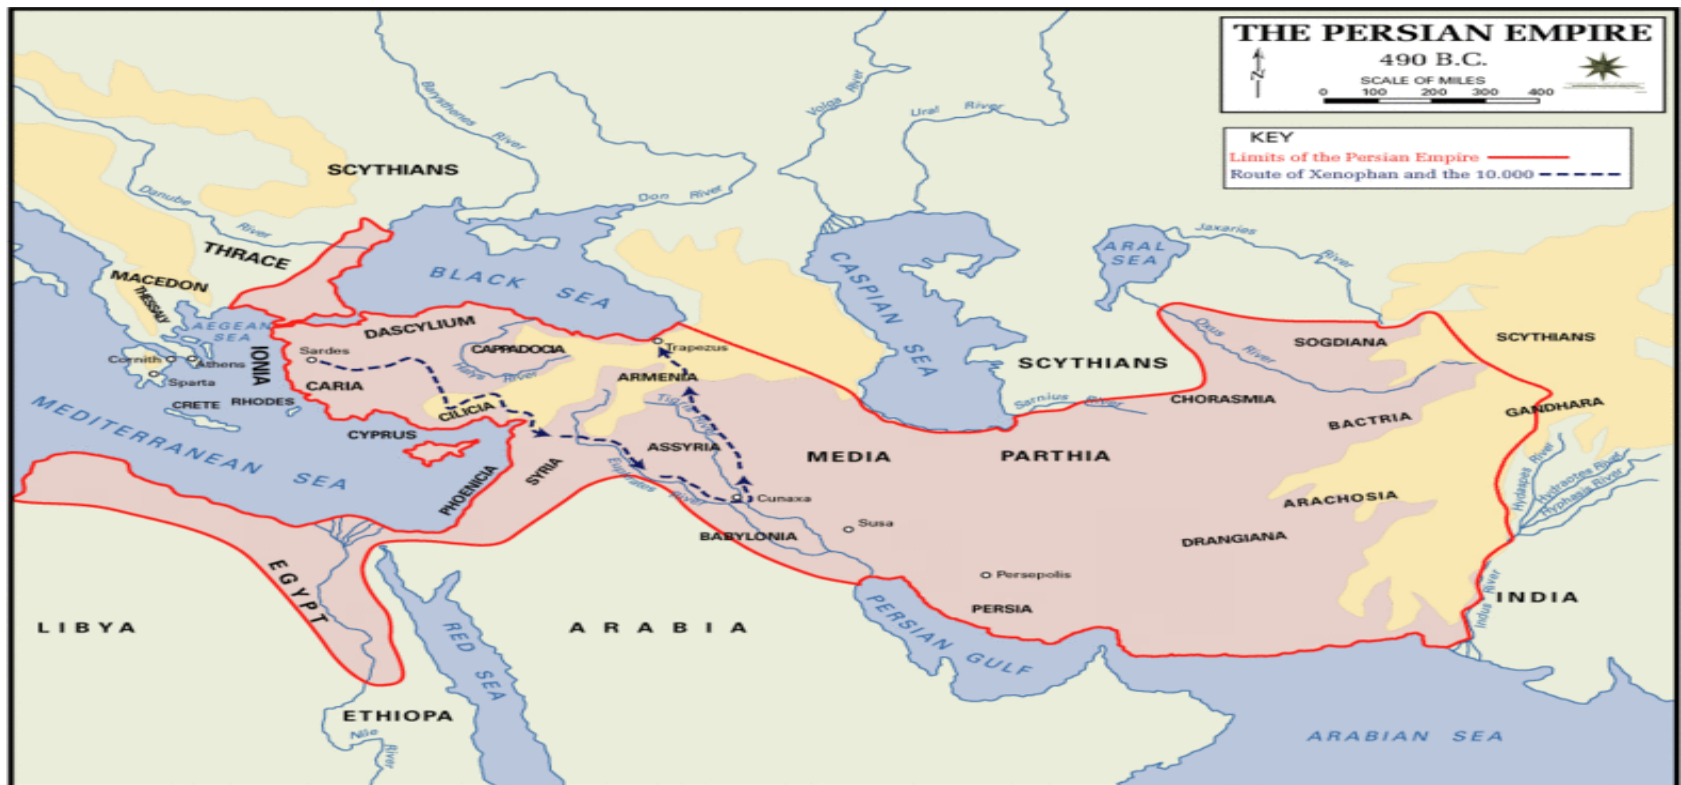 THE PERSIAN EMPIRE
490 B.C.
N
SCALE OF MILES
0 100 200 300 400
KEY
Limits of the Persian Empire
Route of Xenophan and the 10.000
Volga River
Ural River
Barysthenes River
SCYTHIANS
Danube River
Don River
THRACE
MACEDON
THESSALY
BLACK SEA
CASPIAN SEA
ARAL SEA
Jaxaries River
AEGEAN SEA
DASCYLIUM
CAPPADOCIA
Halys River
Trapezus
SCYTHIANS
Oxus River
SOGDIANA
SCYTHIANS
Cornith
Athens
Sparta
IONIA
Sardes
CARIA
ARMENIA
CRETE
RHODES
CILICIA
Tigris River
Sarnius River
CHORASMIA
BACTRIA
GANDHARA
MEDITERRANEAN SEA
CYPRUS
ASSYRIA
MEDIA
PARTHIA
PHOENICIA
SYRIA
Euphrates River
Cunaxa
ARACHOSIA
Hydaspes River
Hydraotes River
Hyphasis River
Susa
BABYLONIA
DRANGIANA
EGYPT
Persepolis
PERSIA
Indus River
INDIA
LIBYA
ARABIA
RED SEA
PERSIAN GULF
ETHIOPA
Nile River
ARABIAN SEA